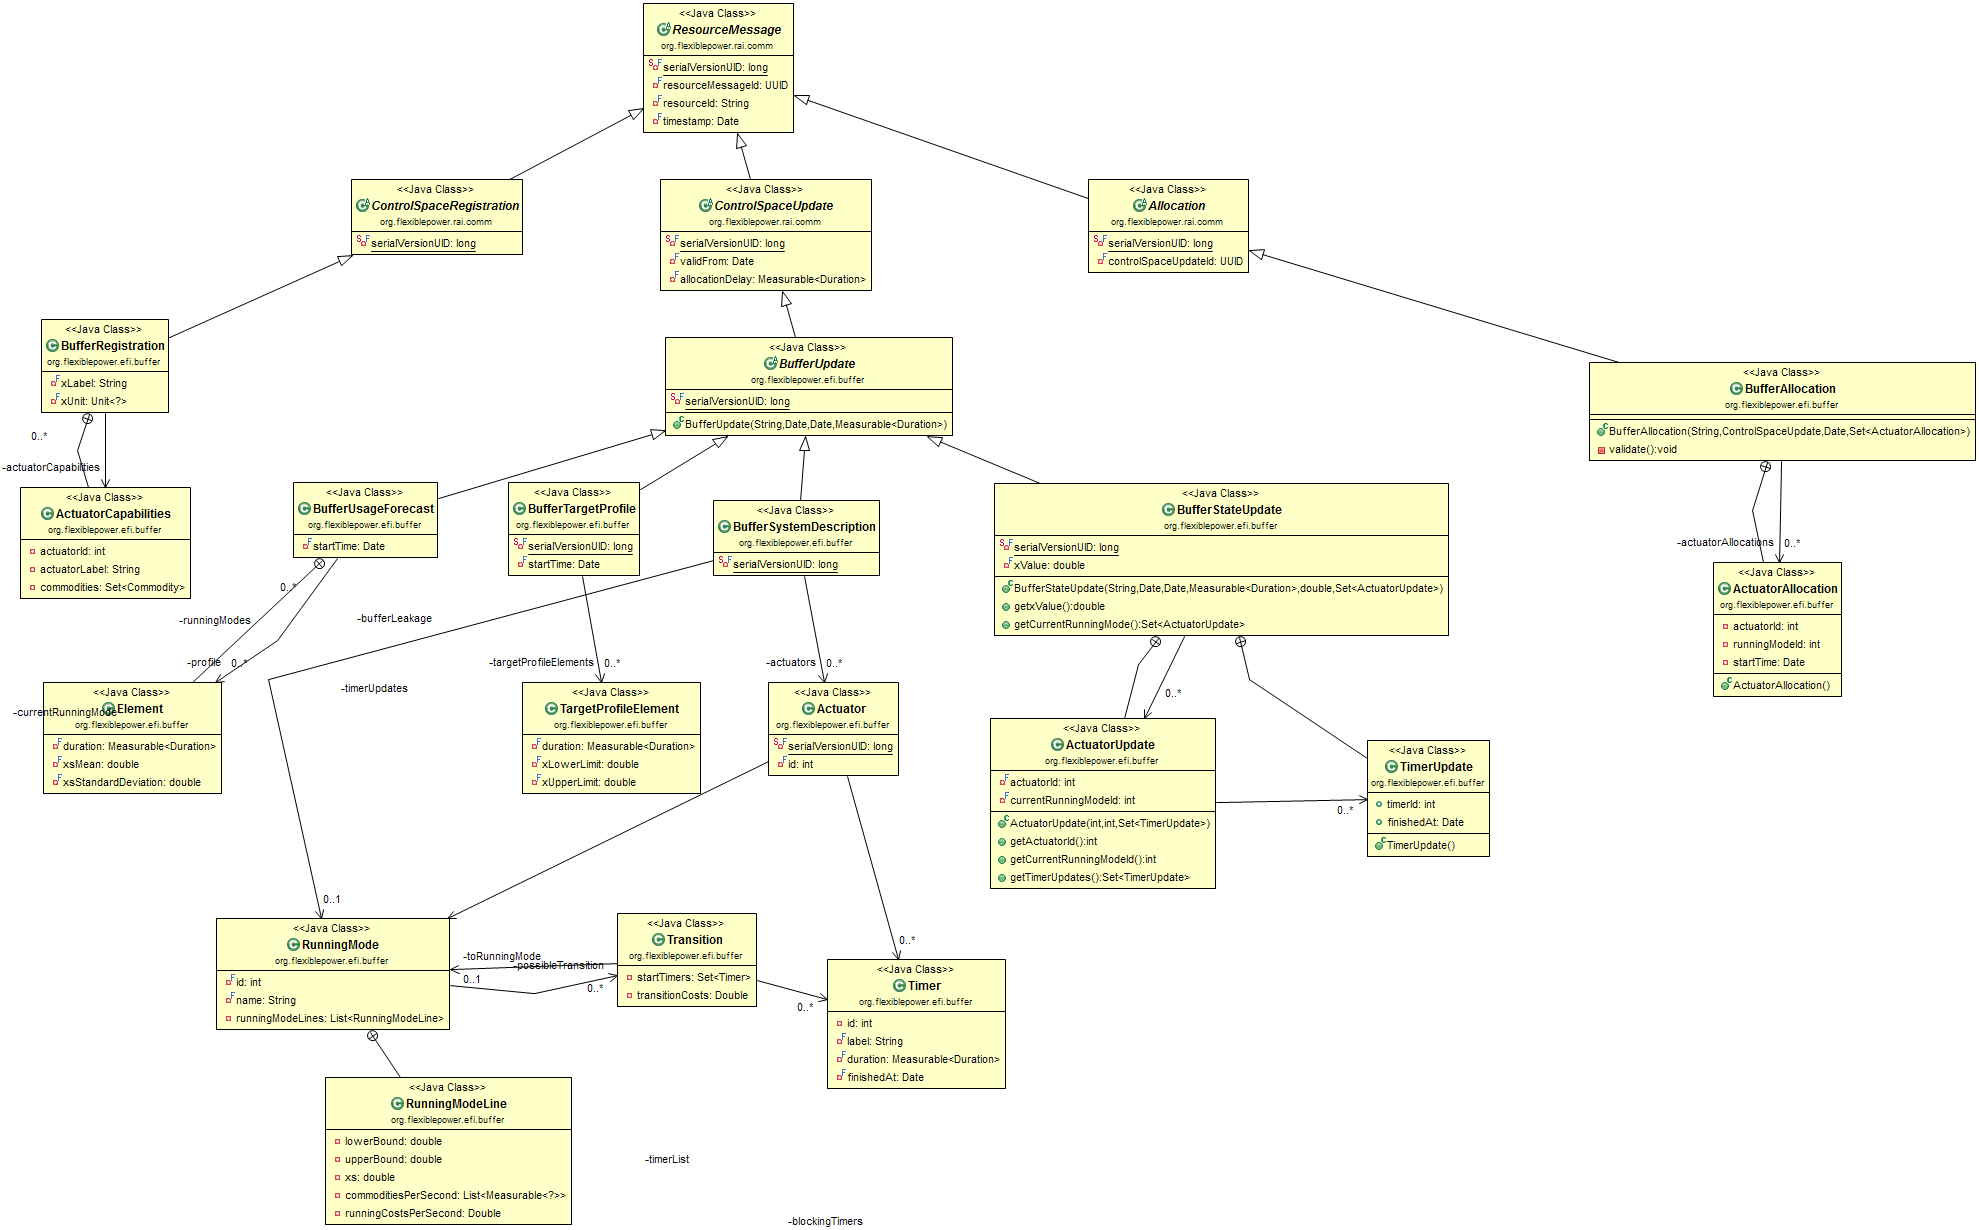 <<Java Class>>
ResourceMessage
org.flexiblepower.rai.comm
serialVersionUID: long
resourceMessageId: UUID
resourceId: String
timestamp: Date
<<Java Class>>
ControlSpaceRegistration
org.flexiblepower.rai.comm
serialVersionUID: long
<<Java Class>>
ControlSpaceUpdate
org.flexiblepower.rai.comm
serialVersionUID: long
validFrom: Date
allocationDelay: Measurable<Duration>
<<Java Class>>
Allocation
org.flexiblepower.rai.comm
serialVersionUID: long
controlSpaceUpdateId: UUID
<<Java Class>>
BufferRegistration
org.flexiblepower.efi.buffer
xLabel: String
xUnit: Unit<?>
<<Java Class>>
BufferUpdate
org.flexiblepower.efi.buffer
serialVersionUID: long
BufferUpdate(String,Date,Date,Measurable<Duration>)
<<Java Class>>
BufferAllocation
org.flexiblepower.efi.buffer
BufferAllocation(String,ControlSpaceUpdate,Date,Set<ActuatorAllocation>)
validate():void
0..*
-actuatorCapabilities
<<Java Class>>
ActuatorCapabilities
org.flexiblepower.efi.buffer
actuatorId: int
actuatorLabel: String
commodities: Set<Commodity>
<<Java Class>>
BufferUsageForecast
org.flexiblepower.efi.buffer
startTime: Date
<<Java Class>>
BufferTargetProfile
org.flexiblepower.efi.buffer
serialVersionUID: long
startTime: Date
<<Java Class>>
BufferSystemDescription
org.flexiblepower.efi.buffer
serialVersionUID: long
<<Java Class>>
BufferStateUpdate
org.flexiblepower.efi.buffer
serialVersionUID: long
xValue: double
BufferStateUpdate(String,Date,Date,Measurable<Duration>,double,Set<ActuatorUpdate>)
getxValue():double
getCurrentRunningMode():Set<ActuatorUpdate>
-actuatorAllocations
0..*
<<Java Class>>
ActuatorAllocation
org.flexiblepower.efi.buffer
actuatorId: int
runningModeId: int
startTime: Date
ActuatorAllocation()
0..*
-runningModes
-bufferLeakage
-profile
0..*
-timerUpdates
-targetProfileElements
0..*
-actuators
0..*
0..*
-currentRunningMode
<<Java Class>>
Element
org.flexiblepower.efi.buffer
duration: Measurable<Duration>
xsMean: double
xsStandardDeviation: double
<<Java Class>>
TargetProfileElement
org.flexiblepower.efi.buffer
duration: Measurable<Duration>
xLowerLimit: double
xUpperLimit: double
<<Java Class>>
Actuator
org.flexiblepower.efi.buffer
serialVersionUID: long
id: int
<<Java Class>>
ActuatorUpdate
org.flexiblepower.efi.buffer
actuatorId: int
currentRunningModeId: int
ActuatorUpdate(int,int,Set<TimerUpdate>)
getActuatorId():int
getCurrentRunningModeId():int
getTimerUpdates():Set<TimerUpdate>
0..*
<<Java Class>>
TimerUpdate
org.flexiblepower.efi.buffer
timerId: int
finishedAt: Date
TimerUpdate()
0..1
<<Java Class>>
RunningMode
org.flexiblepower.efi.buffer
id: int
name: String
runningModeLines: List<RunningModeLine>
-toRunningMode
-possibleTransition
0..1
0..*
<<Java Class>>
Transition
org.flexiblepower.efi.buffer
startTimers: Set<Timer>
transitionCosts: Double
0..*
0..*
<<Java Class>>
Timer
org.flexiblepower.efi.buffer
id: int
label: String
duration: Measurable<Duration>
finishedAt: Date
<<Java Class>>
RunningModeLine
org.flexiblepower.efi.buffer
lowerBound: double
upperBound: double
xs: double
commoditiesPerSecond: List<Measurable<?>>
runningCostsPerSecond: Double
-timerList
-blockingTimers